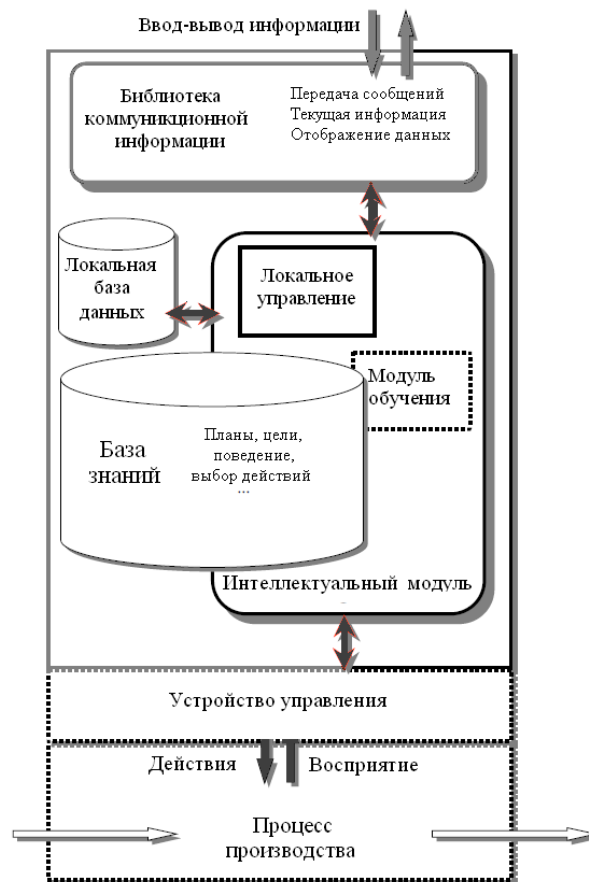 Ввод-вывод информации
Библиотека
коммуникционной
информации
Передача сообщений
Текущая информация
Отображение данных
Локальная
база
данных
Локальное
управление
Модуль
обучения
База
знаний
Планы, цели,
поведение,
выбор действий
...
Интеллектуальный модуль
Устройство управления
Действия
Восприятие
Процесс
производства